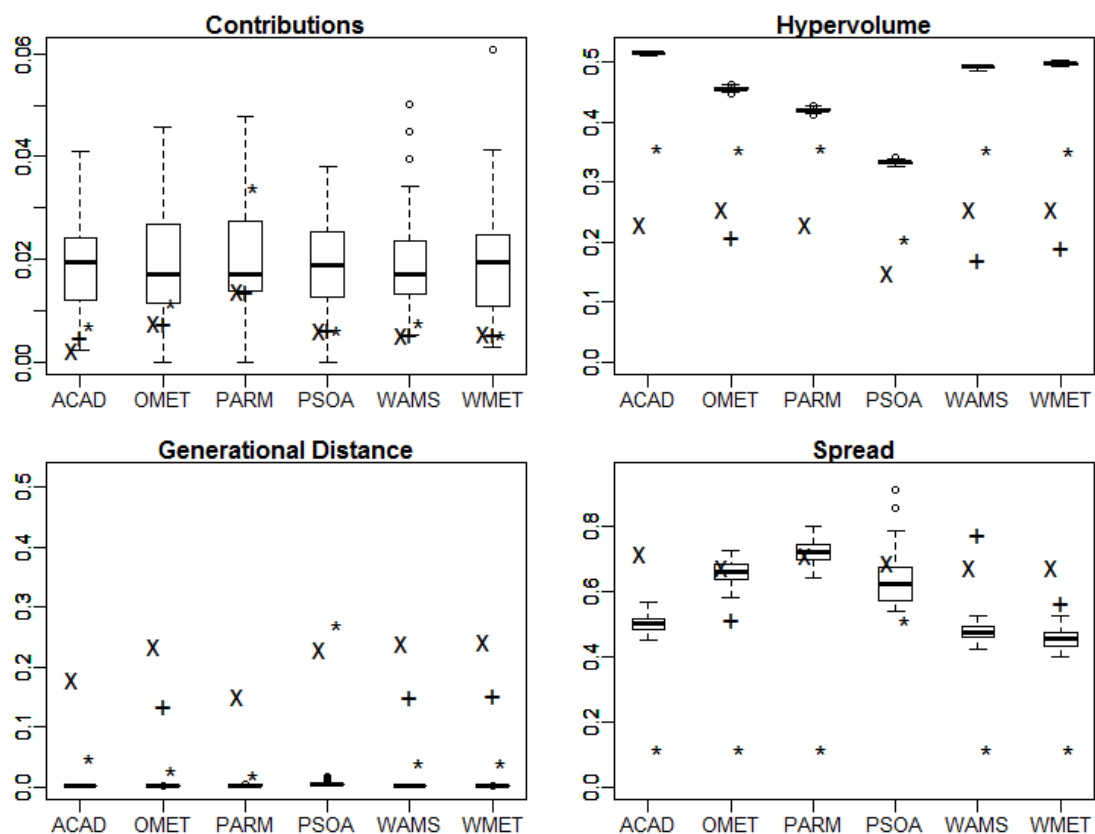 Contributions
0.06
0.04
0.02
0.00
ACAD OMET PARM PSOA WAMS WMET
Hypervolume
0.5
0.4
0.3
0.2
0.1
0.0
ACAD OMET PARM PSOA WAMS WMET
Generational Distance
0.5
0.4
0.3
0.2
0.1
0.0
ACAD OMET PARM PSOA WAMS WMET
Spread
0.8
0.6
0.4
0.2
0.0
ACAD OMET PARM PSOA WAMS WMET